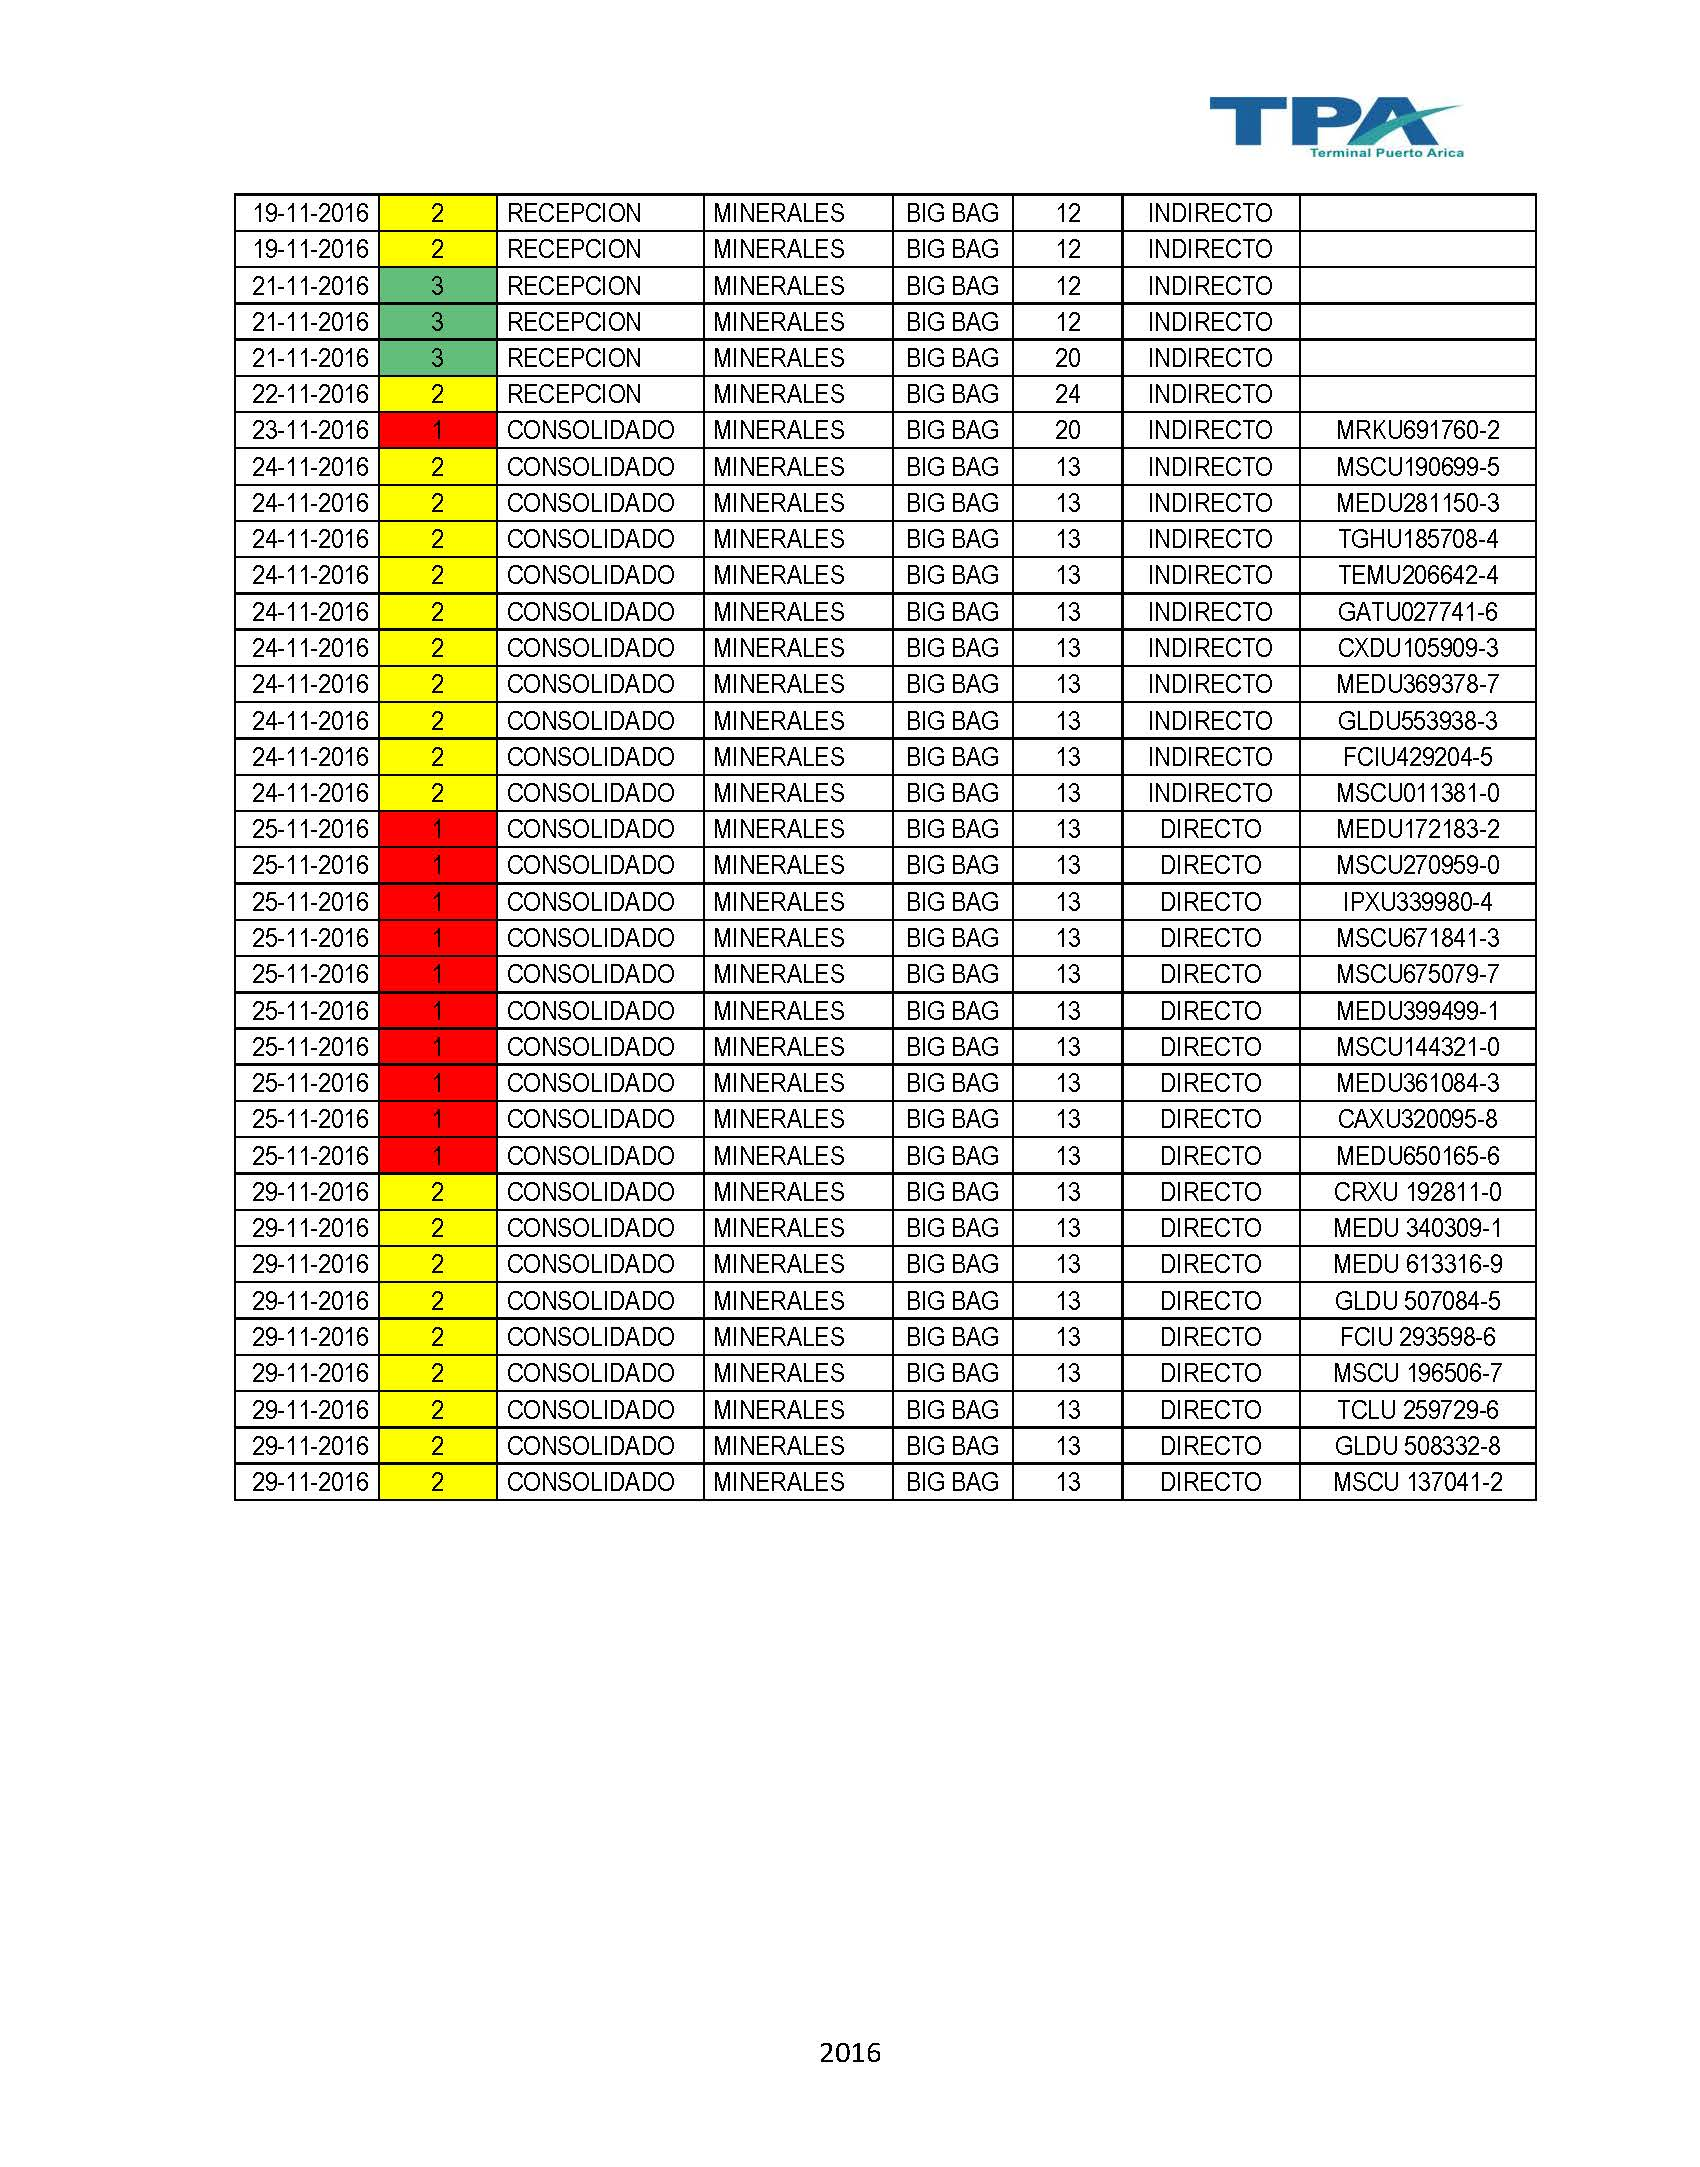 TPA
Terminal Puerto Arica
19-11-2016 2 RECEPCION MINERALES BIG BAG 12 INDIRECTO
19-11-2016 2 RECEPCION MINERALES BIG BAG 12 INDIRECTO
21-11-2016 3 RECEPCION MINERALES BIG BAG 12 INDIRECTO
21-11-2016 3 RECEPCION MINERALES BIG BAG 12 INDIRECTO
21-11-2016 3 RECEPCION MINERALES BIG BAG 20 INDIRECTO
22-11-2016 2 RECEPCION MINERALES BIG BAG 24 INDIRECTO
23-11-2016 1 CONSOLIDADO MINERALES BIG BAG 20 INDIRECTO MRKU691760-2
24-11-2016 2 CONSOLIDADO MINERALES BIG BAG 13 INDIRECTO MSCU190699-5
24-11-2016 2 CONSOLIDADO MINERALES BIG BAG 13 INDIRECTO MEDU281150-3
24-11-2016 2 CONSOLIDADO MINERALES BIG BAG 13 INDIRECTO TGHU185708-4
24-11-2016 2 CONSOLIDADO MINERALES BIG BAG 13 INDIRECTO TEMU206642-4
24-11-2016 2 CONSOLIDADO MINERALES BIG BAG 13 INDIRECTO GATU027741-6
24-11-2016 2 CONSOLIDADO MINERALES BIG BAG 13 INDIRECTO CXDU105909-3
24-11-2016 2 CONSOLIDADO MINERALES BIG BAG 13 INDIRECTO MEDU369378-7
24-11-2016 2 CONSOLIDADO MINERALES BIG BAG 13 INDIRECTO GLDU553938-3
24-11-2016 2 CONSOLIDADO MINERALES BIG BAG 13 INDIRECTO FCIU429204-5
24-11-2016 2 CONSOLIDADO MINERALES BIG BAG 13 INDIRECTO MSCU011381-0
25-11-2016 1 CONSOLIDADO MINERALES BIG BAG 13 DIRECTO MEDU172183-2
25-11-2016 1 CONSOLIDADO MINERALES BIG BAG 13 DIRECTO MSCU270959-0
25-11-2016 1 CONSOLIDADO MINERALES BIG BAG 13 DIRECTO IPXU339980-4
25-11-2016 1 CONSOLIDADO MINERALES BIG BAG 13 DIRECTO MSCU671841-3
25-11-2016 1 CONSOLIDADO MINERALES BIG BAG 13 DIRECTO MSCU675079-7
25-11-2016 1 CONSOLIDADO MINERALES BIG BAG 13 DIRECTO MEDU399499-1
25-11-2016 1 CONSOLIDADO MINERALES BIG BAG 13 DIRECTO MSCU144321-0
25-11-2016 1 CONSOLIDADO MINERALES BIG BAG 13 DIRECTO MEDU361084-3
25-11-2016 1 CONSOLIDADO MINERALES BIG BAG 13 DIRECTO CAXU320095-8
25-11-2016 1 CONSOLIDADO MINERALES BIG BAG 13 DIRECTO MEDU650165-6
29-11-2016 2 CONSOLIDADO MINERALES BIG BAG 13 DIRECTO CRXU 192811-0
29-11-2016 2 CONSOLIDADO MINERALES BIG BAG 13 DIRECTO MEDU 340309-1
29-11-2016 2 CONSOLIDADO MINERALES BIG BAG 13 DIRECTO MEDU 613316-9
29-11-2016 2 CONSOLIDADO MINERALES BIG BAG 13 DIRECTO GLDU 507084-5
29-11-2016 2 CONSOLIDADO MINERALES BIG BAG 13 DIRECTO FCIU 293598-6
29-11-2016 2 CONSOLIDADO MINERALES BIG BAG 13 DIRECTO MSCU 196506-7
29-11-2016 2 CONSOLIDADO MINERALES BIG BAG 13 DIRECTO TCLU 259729-6
29-11-2016 2 CONSOLIDADO MINERALES BIG BAG 13 DIRECTO GLDU 508332-8
29-11-2016 2 CONSOLIDADO MINERALES BIG BAG 13 DIRECTO MSCU 137041-2
2016